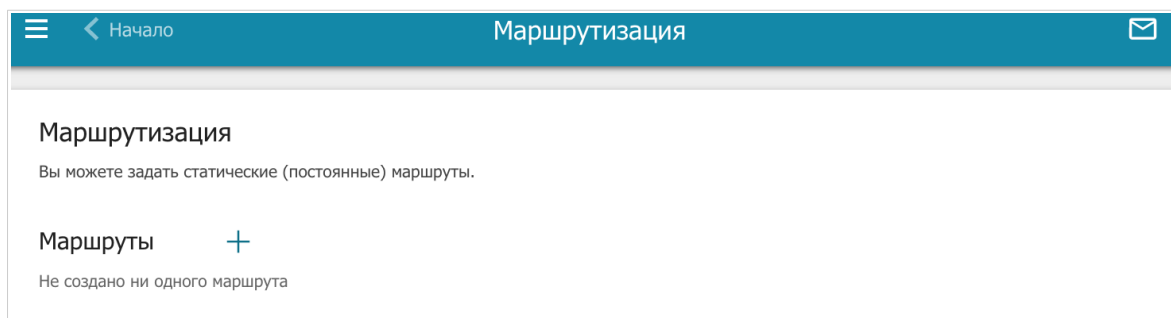 Начало
Маршрутизация
Маршрутизация
Вы можете задать статические (постоянные) маршруты.
Маршруты
Не создано ни одного маршрута